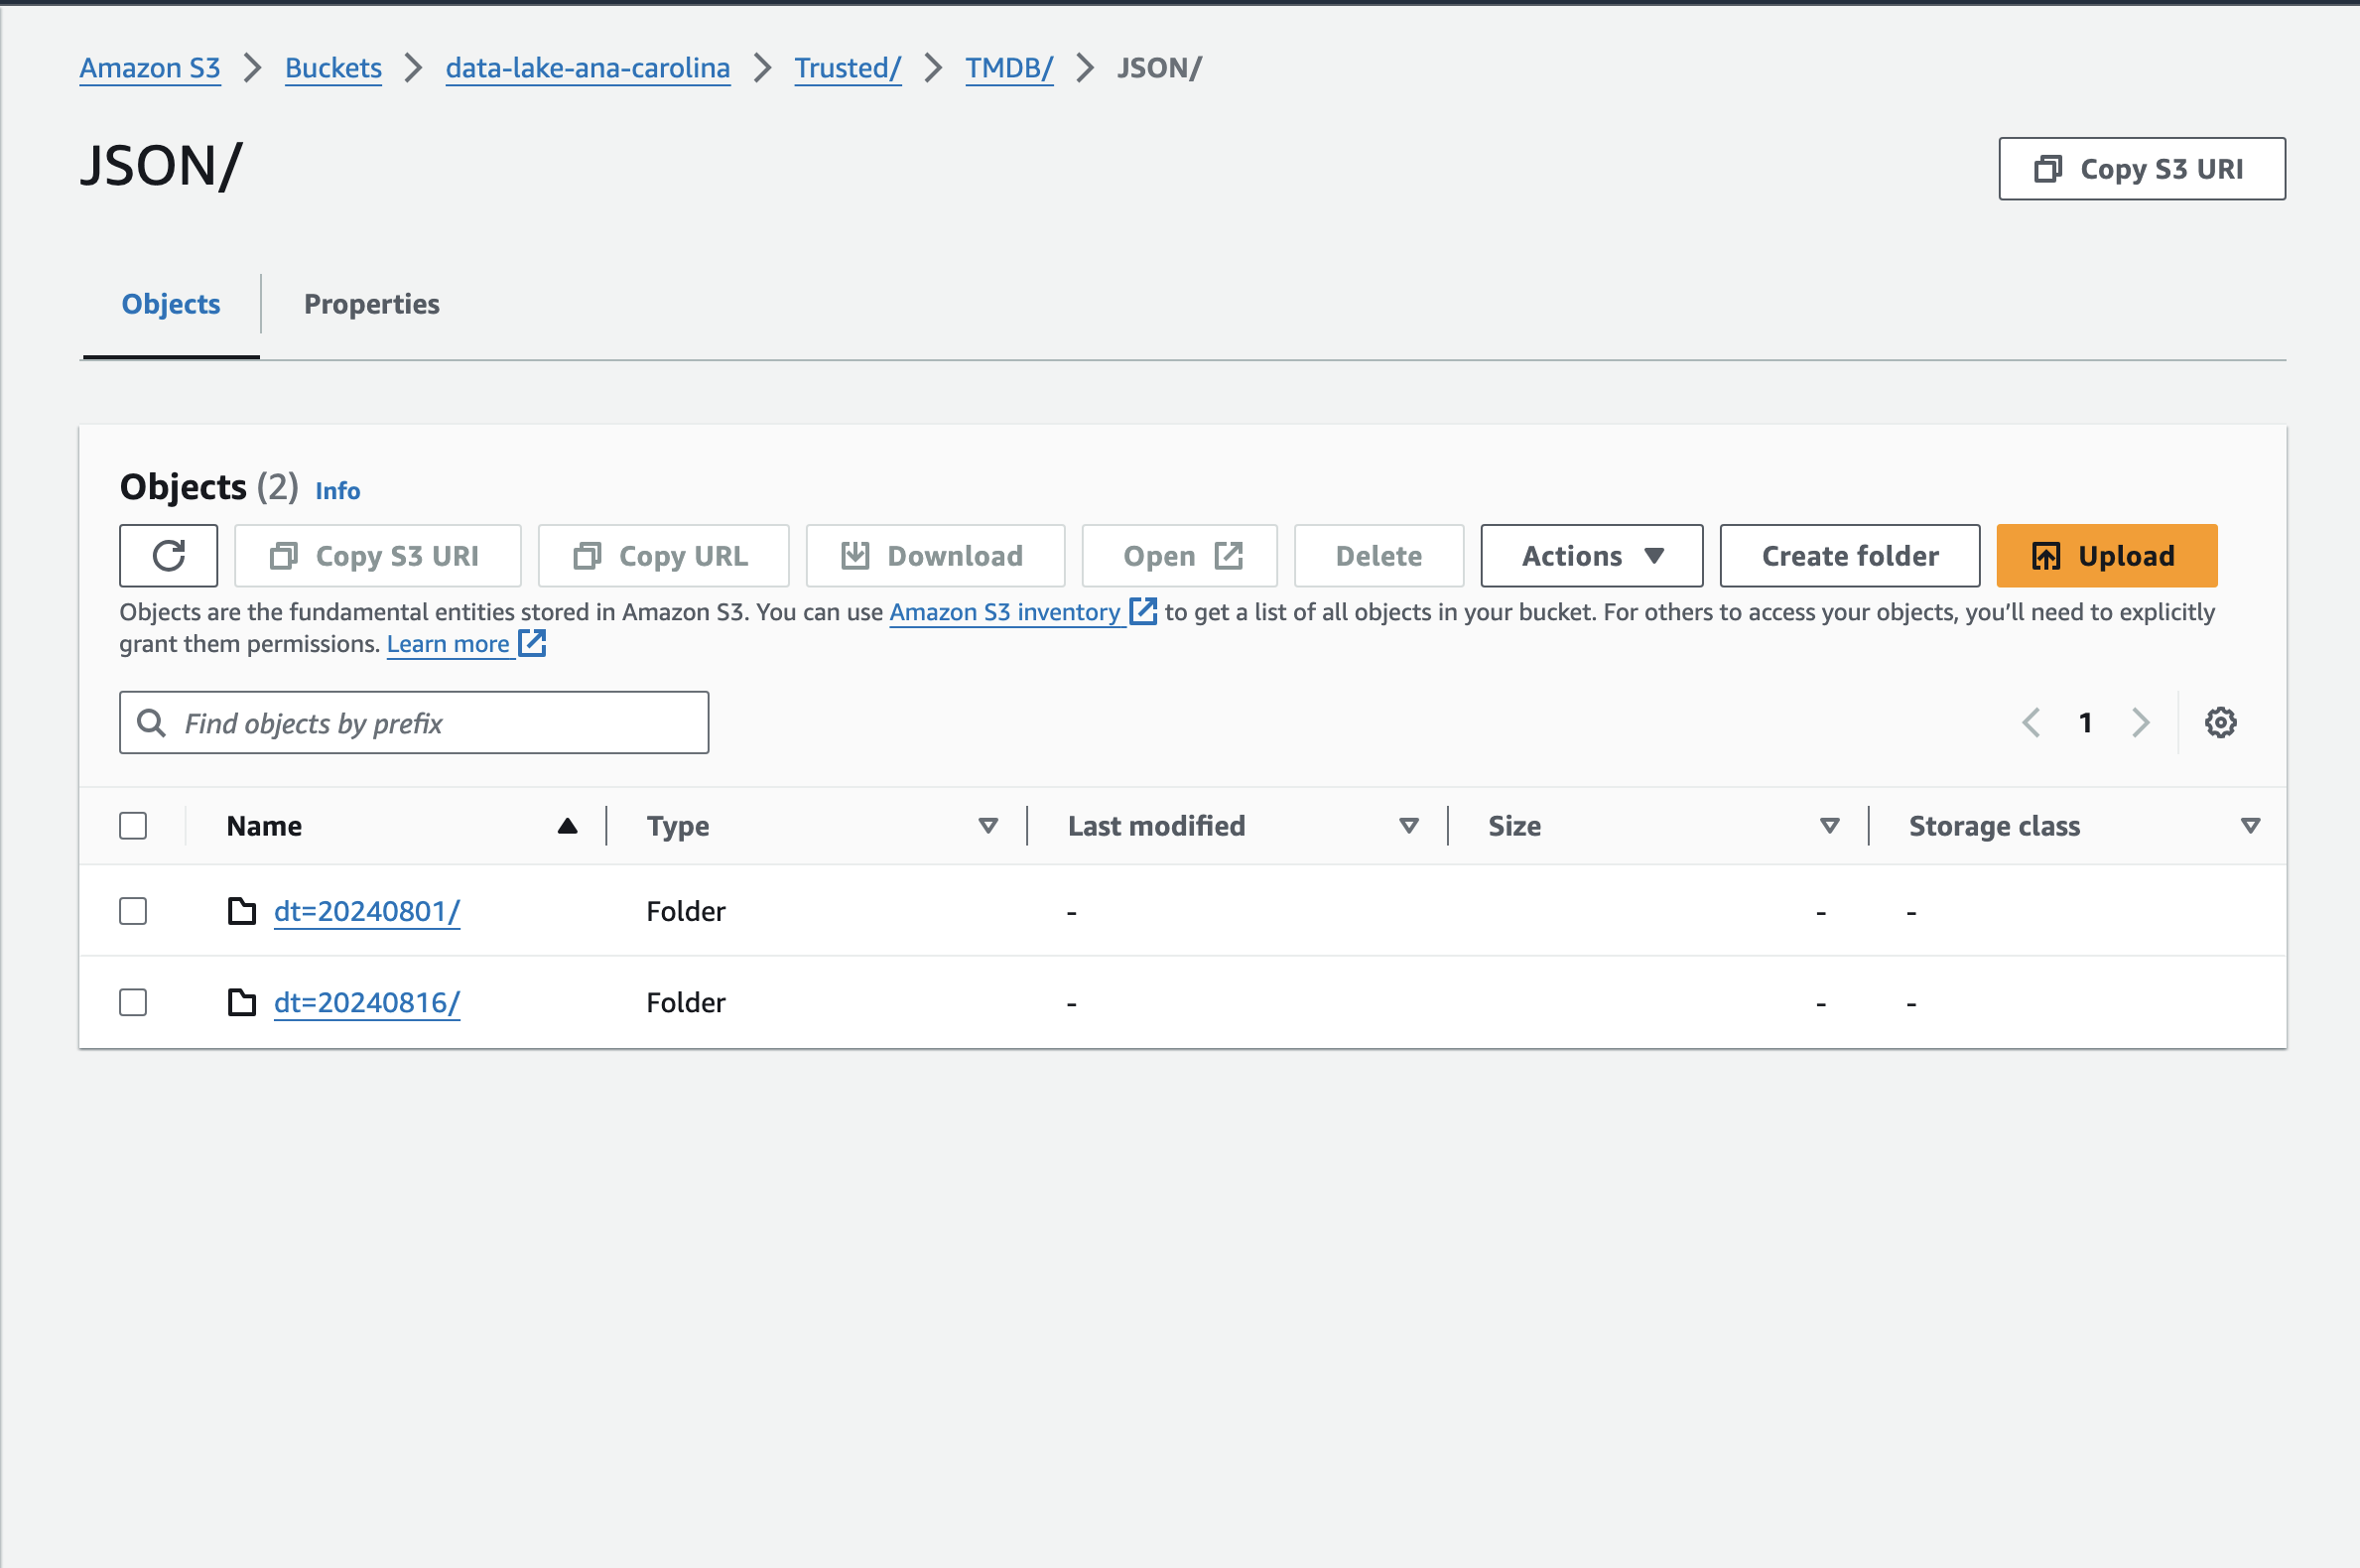 Amazon S3 > Buckets > data-lake-ana-carolina > Trusted/ > TMDB/ > JSON/
JSON/
Copy S3 URI
Objects
Properties
Objects (2) Info
Copy S3 URI
Copy URL
Download
Open
Delete
Actions
Create folder
Upload
Objects are the fundamental entities stored in Amazon S3. You can use Amazon S3 inventory to get a list of all objects in your bucket. For others to access your objects, you’ll need to explicitly
grant them permissions. Learn more
Find objects by prefix
1
Name Type Last modified Size Storage class
dt=20240801/ Folder - - -
dt=20240816/ Folder - - -